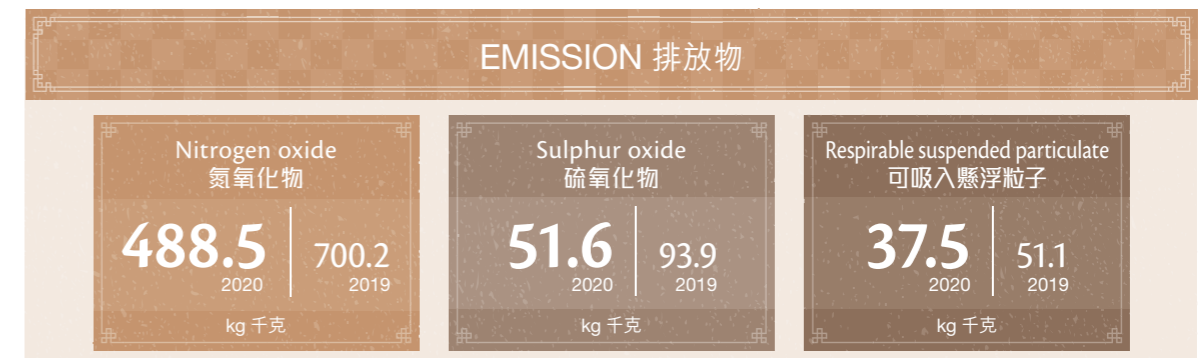 EMISSION 排放物
Nitrogen oxide
氮氧化物
488.5
2020
700.2
2019
kg 千克
Sulphur oxide
硫氧化物
51.6
2020
93.9
2019
kg 千克
Respirable suspended particulate
可吸入懸浮粒子
37.5
2020
51.1
2019
kg 千克